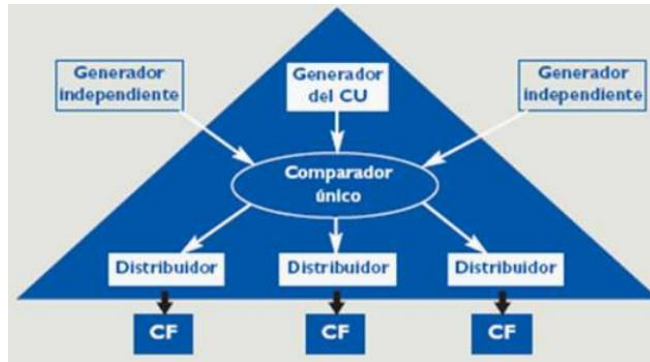 Generador
independiente
Generador
del CU
Generador
independiente
Comparador
único
Distribuidor
Distribuidor
Distribuidor
CF
CF
CF